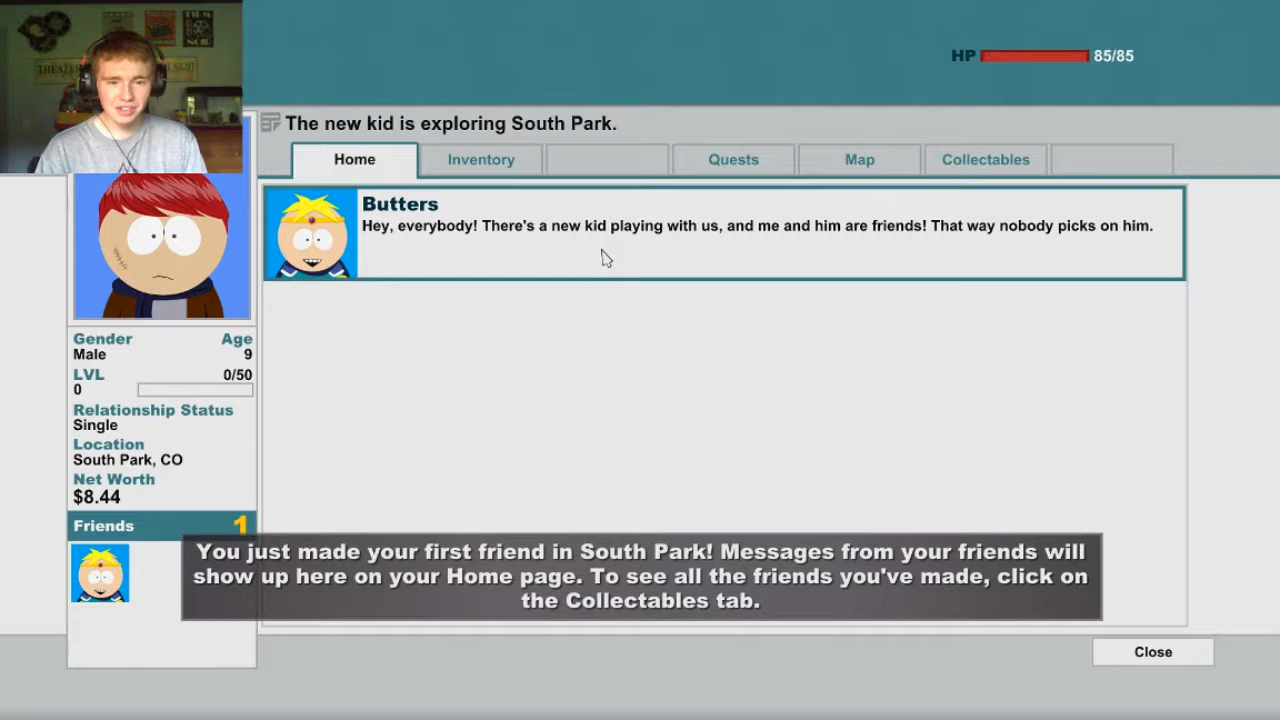 THEATER
FILM
NOIR
HP 85/85
The new kid is exploring South Park.
Home Inventory Quests Map Collectables
Butters
Hey, everybody! There's a new kid playing with us, and me and him are friends! That way nobody picks on him.
Gender Age
Male 9
LVL 0/50
0
Relationship Status
Single
Location
South Park, CO
Net Worth
$8.44
Friends 1
You just made your first friend in South Park! Messages from your friends will
show up here on your Home page. To see all the friends you've made, click on
the Collectables tab.
Close